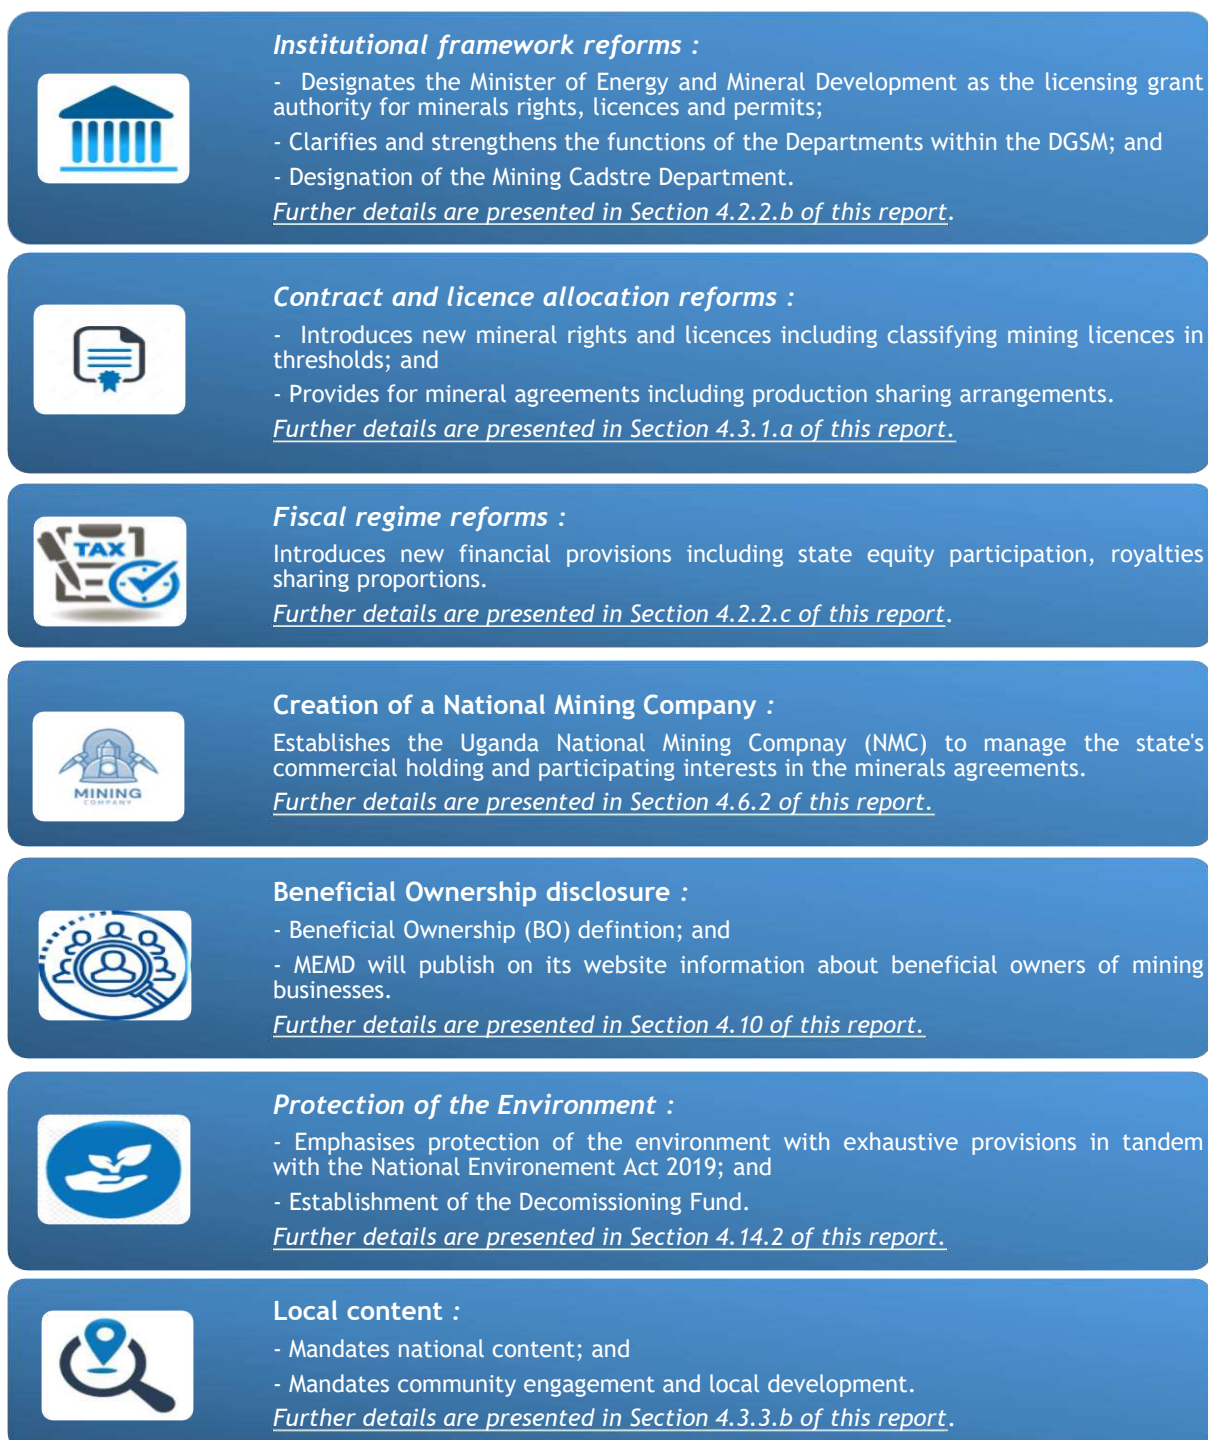 Institutional framework reforms :
- Designates the Minister of Energy and Mineral Development as the licensing grant
authority for minerals rights, licences and permits;
- Clarifies and strengthens the functions of the Departments within the DGSM; and
- Designation of the Mining Cadstre Department.
Further details are presented in Section 4.2.2.b of this report.
Contract and licence allocation reforms :
- Introduces new mineral rights and licences including classifying mining licences in
thresholds; and
- Provides for mineral agreements including production sharing arrangements.
Further details are presented in Section 4.3.1.a of this report.
TAX
Fiscal regime reforms :
Introduces new financial provisions including state equity participation, royalties
sharing proportions.
Further details are presented in Section 4.2.2.c of this report.
MINING
COMPANY
Creation of a National Mining Company :
Establishes the Uganda National Mining Compnay (NMC) to manage the state's
commercial holding and participating interests in the minerals agreements.
Further details are presented in Section 4.6.2 of this report.
Beneficial Ownership disclosure :
- Beneficial Ownership (BO) defintion; and
- MEMD will publish on its website information about beneficial owners of mining
businesses.
Further details are presented in Section 4.10 of this report.
Protection of the Environment :
- Emphasises protection of the environment with exhaustive provisions in tandem
with the National Environement Act 2019; and
- Establishment of the Decomissioning Fund.
Further details are presented in Section 4.14.2 of this report.
Local content :
- Mandates national content; and
- Mandates community engagement and local development.
Further details are presented in Section 4.3.3.b of this report.